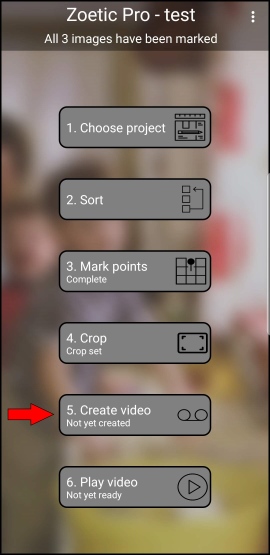 Zoetic Pro - test
All 3 images have been marked
1. Choose project
2. Sort
3. Mark points
Complete
4. Crop
Crop set
5. Create video
Not yet created
6. Play video
Not yet ready